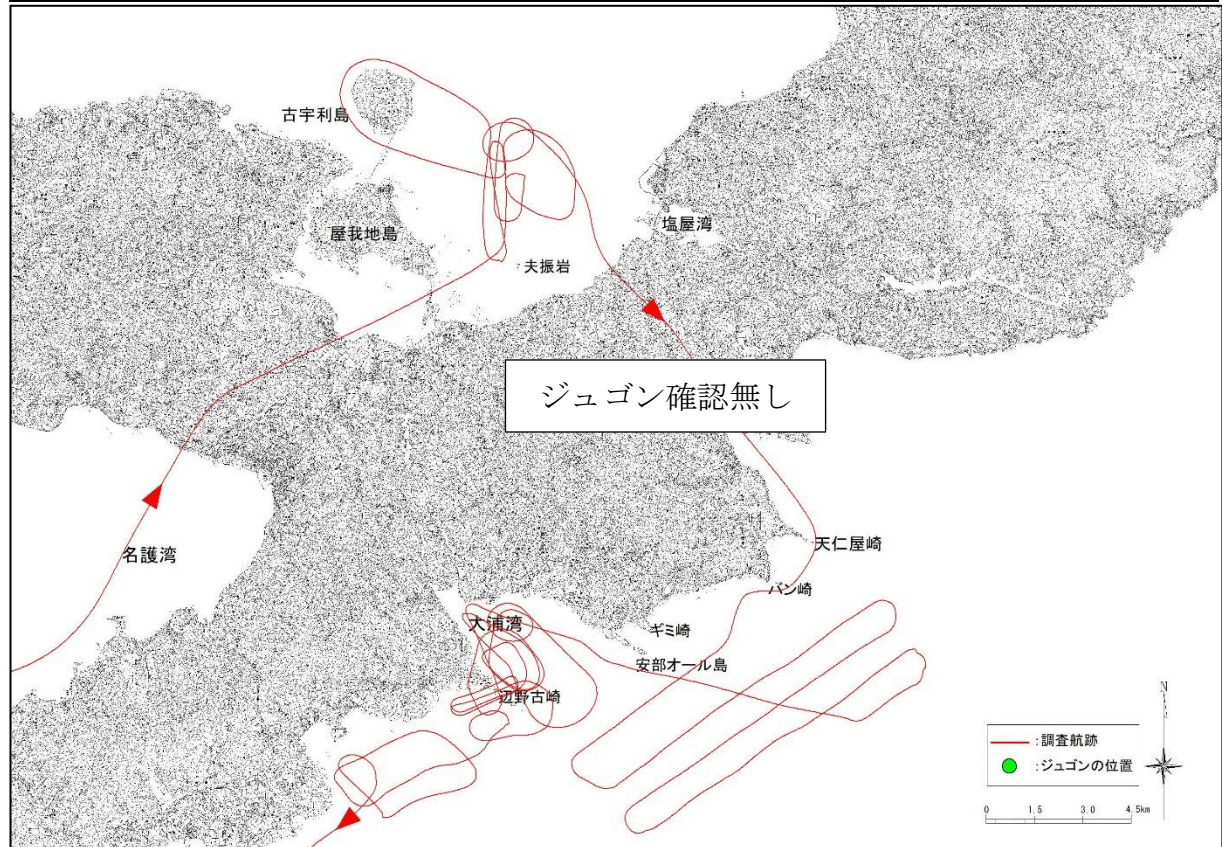 古宇利島
屋我地島
塩屋湾
夫振岩
ジュゴン確認無し
名護湾
天仁屋崎
バン崎
大浦湾
ギミ崎
安部オール島
辺野古崎
N
:調査航跡
:ジュゴンの位置
0 1.5 3.0 4.5km